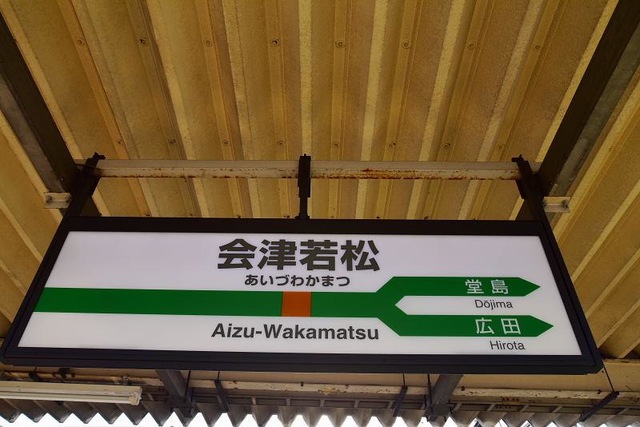 会津若松
あいづわかまつ
Aizu-Wakamatsu
堂島
Dōjima
広田
Hirota